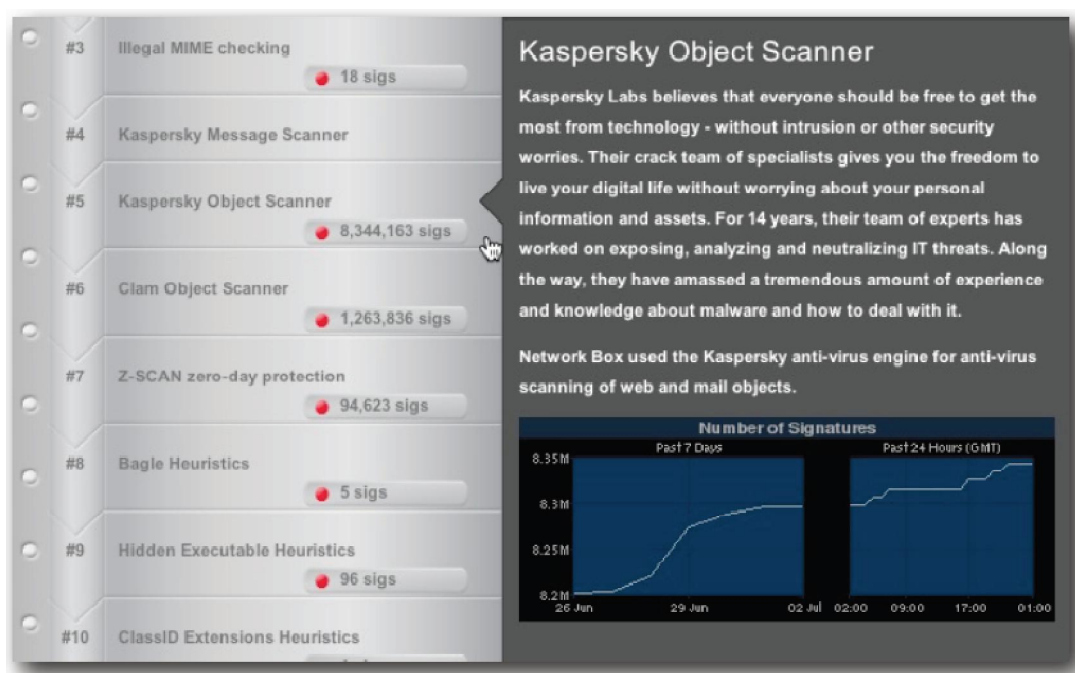 #3 Illegal MIME checking
18 sigs
#4 Kaspersky Message Scanner
#5 Kaspersky Object Scanner
8,344,163 sigs
#6 Clam Object Scanner
1,263,836 sigs
#7 Z-SCAN zero-day protection
94,623 sigs
#8 Bagle Heuristics
5 sigs
#9 Hidden Executable Heuristics
96 sigs
#10 ClassID Extensions Heuristics
Kaspersky Object Scanner
Kaspersky Labs believes that everyone should be free to get the
most from technology - without intrusion or other security
worries. Their crack team of specialists gives you the freedom to
live your digital life without worrying about your personal
information and assets. For 14 years, their team of experts has
worked on exposing, analyzing and neutralizing IT threats. Along
the way, they have amassed a tremendous amount of experience
and knowledge about malware and how to deal with it.
Network Box used the Kaspersky anti-virus engine for anti-virus
scanning of web and mail objects.
Number of Signatures
Past 7 Days Past 24 Hours (GMT)
8.35M
8.3M
8.25M
8.2M
26 Jun 29 Jun 02 Jul 02:00 09:00 17:00 01:00